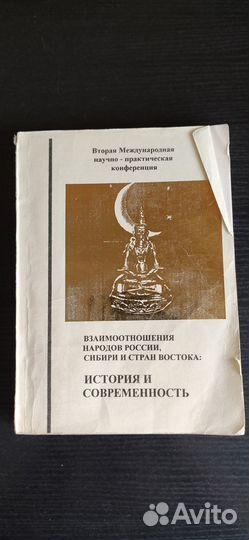 Вторая Международная
научно - практическая
конференция
ВЗАИМООТНОШЕНИЯ
НАРОДОВ РОССИИ,
СИБИРИ И СТРАН ВОСТОКА:
ИСТОРИЯ И
СОВРЕМЕННОСТЬ
Avito